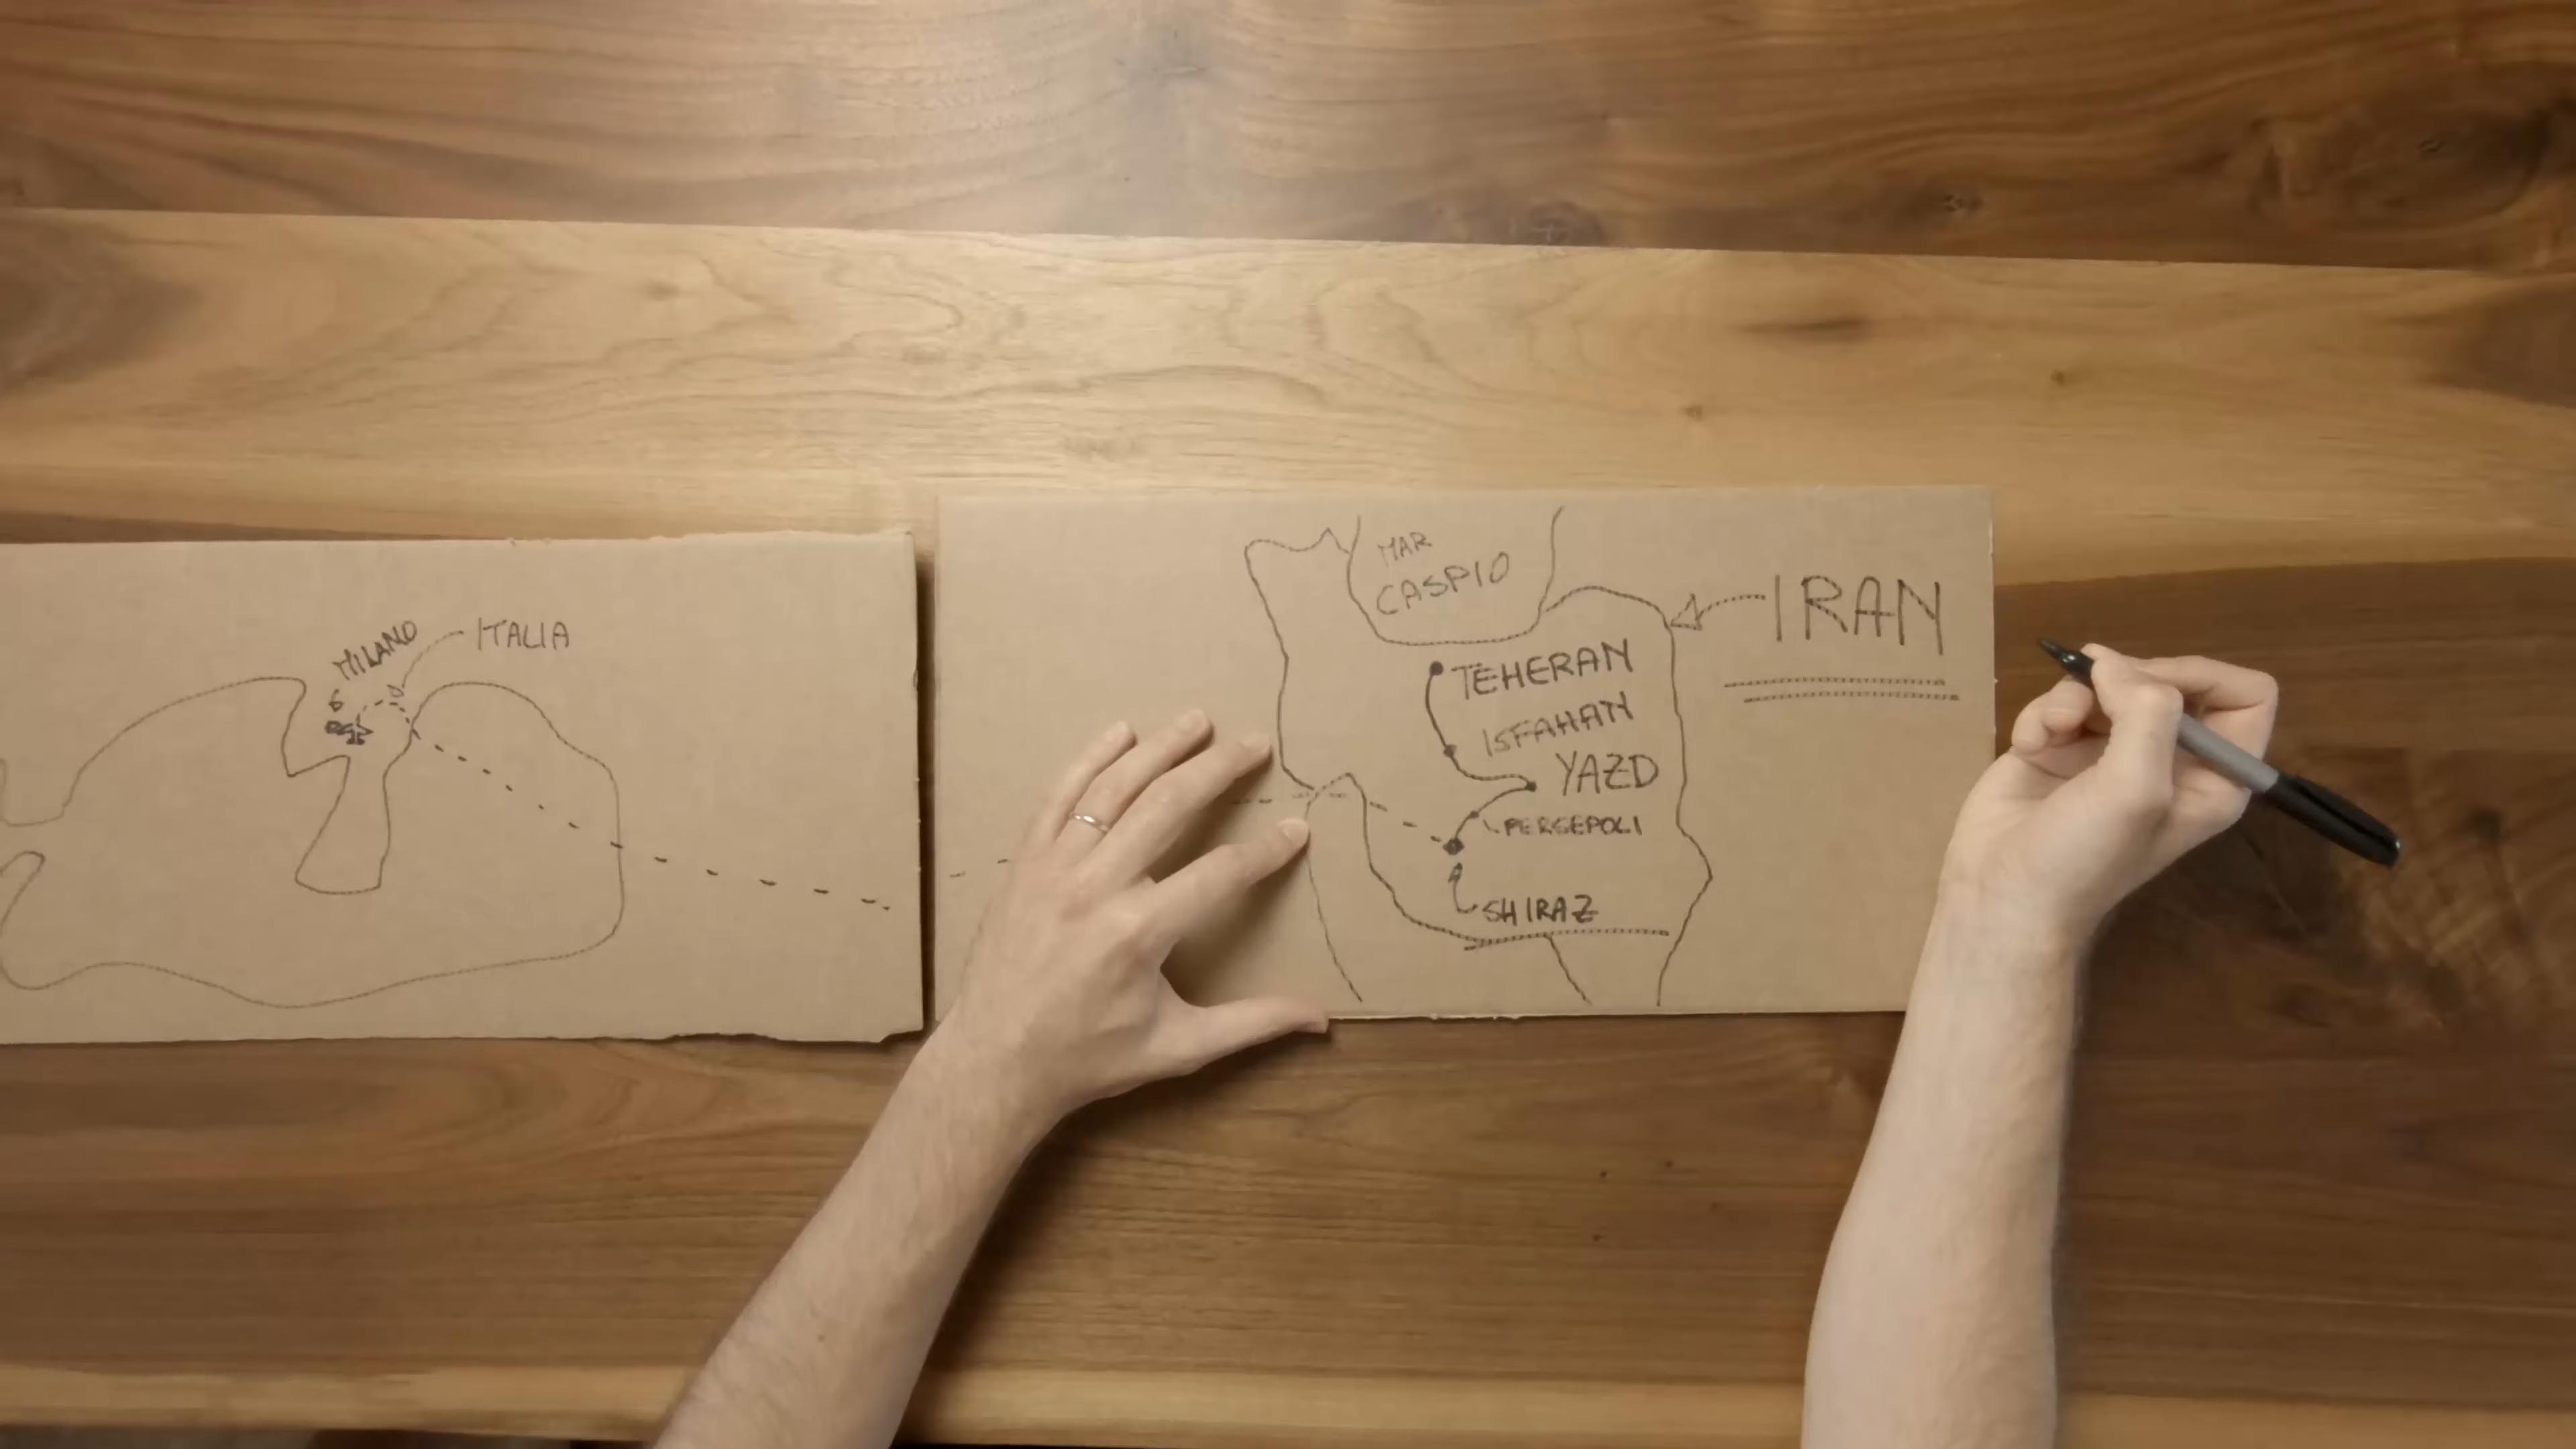 MILANO
ITALIA
MAR
CASPIO
IRAN
TEHERAN
ISFAHAN
YAZD
PERSEPOLI
SHIRAZ